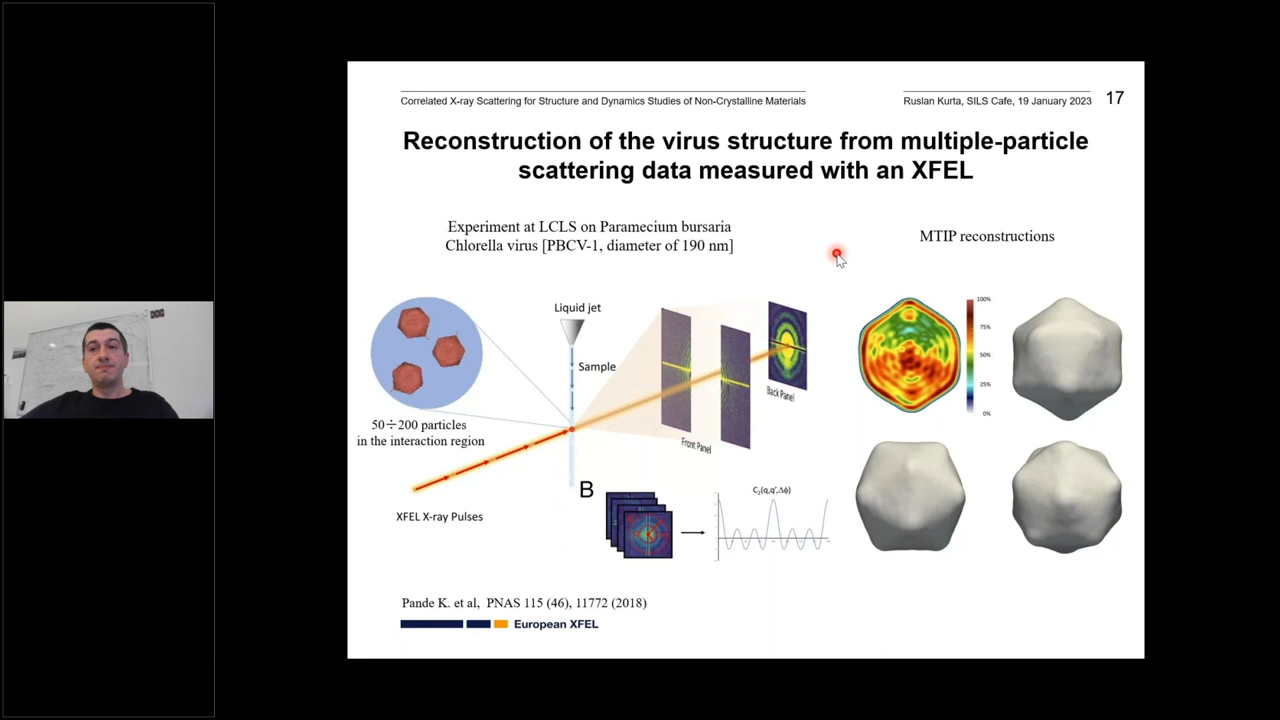 Correlated X-ray Scattering for Structure and Dynamics Studies of Non-Crystalline Materials
Ruslan Kurta, SILS Cafe, 19 January 2023
17
Reconstruction of the virus structure from multiple-particle
scattering data measured with an XFEL
Experiment at LCLS on Paramecium bursaria
Chlorella virus [PBCV-1, diameter of 190 nm]
MTIP reconstructions
Liquid jet
Sample
50÷200 particles
in the interaction region
XFEL X-ray Pulses
Front Panel
Back Panel
100%
75%
50%
25%
0%
B
C₂(q,q',Δϕ)
Pande K. et al, PNAS 115 (46), 11772 (2018)
European XFEL